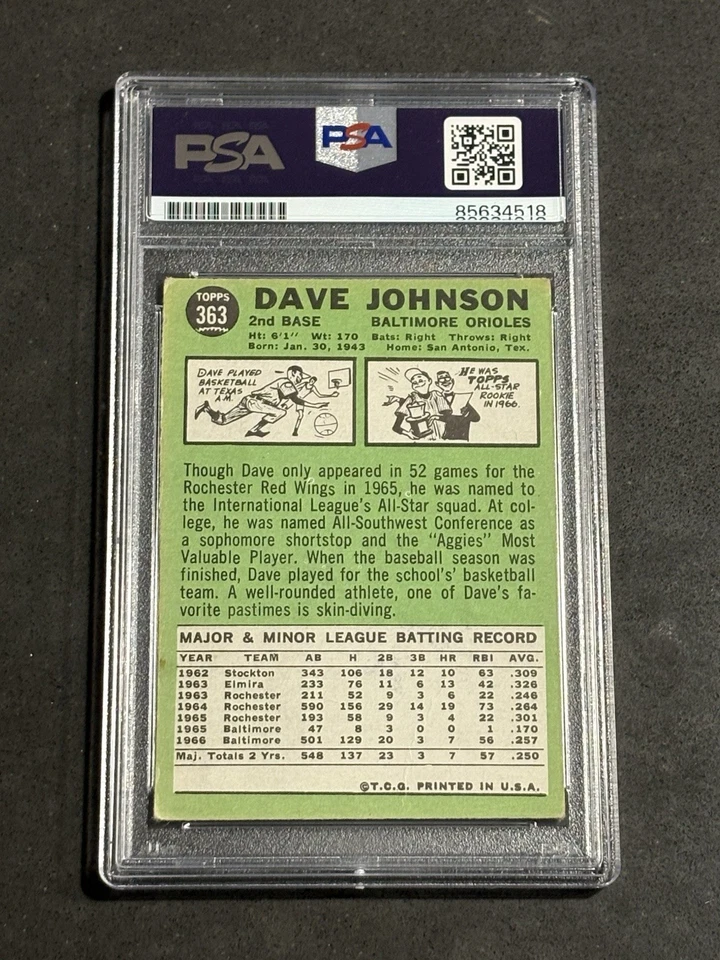 PSA
PSA
85634518
TOPPS
363
DAVE JOHNSON
2nd BASE BALTIMORE ORIOLES
Ht: 6'1" Wt: 170 Bats: Right Throws: Right
Born: Jan. 30, 1943 Home: San Antonio, Tex.
DAVE PLAYED
BASKETBALL
AT TEXAS
A.M.
HE WAS
TOPPS
ALL-STAR
ROOKIE
IN 1966.
Though Dave only appeared in 52 games for the
Rochester Red Wings in 1965, he was named to
the International League's All-Star squad. At col-
lege, he was named All-Southwest Conference as
a sophomore shortstop and the "Aggies" Most
Valuable Player. When the baseball season was
finished, Dave played for the school's' basketball
team. A well-rounded athlete, one of Dave's fa-
vorite pastimes is skin-diving.
MAJOR & MINOR LEAGUE BATTING RECORD
YEAR TEAM AB H 2B 3B HR RBI AVG.
1962 Stockton 343 106 18 12 10 63 .309
1963 Elmira 233 76 11 6 13 42 .326
1963 Rochester 211 52 9 3 6 22 .246
1964 Rochester 590 156 29 14 19 73 .264
1965 Rochester 193 58 9 3 4 22 .301
1965 Baltimore 47 8 3 0 0 1 .170
1966 Baltimore 501 129 20 3 7 56 .257
Maj. Totals 2 Yrs. 548 137 23 3 7 57 .250
©T.C.G. PRINTED IN U.S.A.